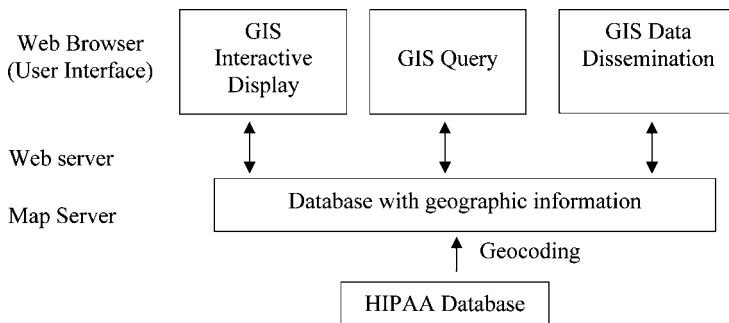 Web Browser
(User Interface)
GIS
Interactive
Display
GIS Query
GIS Data
Dissemination
Web server
Map Server
Database with geographic information
Geocoding
HIPAA Database